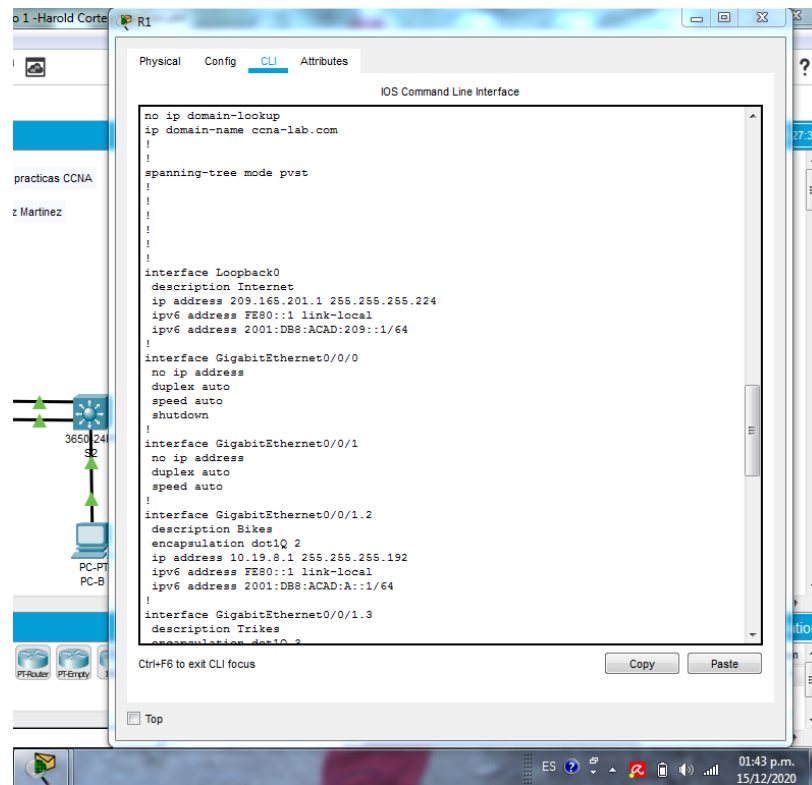 o 1 -Harold Corte
R1
Physical Config CLI Attributes
IOS Command Line Interface
no ip domain-lookup
ip domain-name ccna-lab.com
!
!
spanning-tree mode pvst
!
!
!
!
!
!
interface Loopback0
description Internet
ip address 209.165.201.1 255.255.255.224
ipv6 address FE80::1 link-local
ipv6 address 2001:DB8:ACAD:209::1/64
!
interface GigabitEthernet0/0/0
no ip address
duplex auto
speed auto
shutdown
!
interface GigabitEthernet0/0/1
no ip address
duplex auto
speed auto
!
interface GigabitEthernet0/0/1.2
description Bikes
encapsulation dot1Q 2
ip address 10.19.8.1 255.255.255.192
ipv6 address FE80::1 link-local
ipv6 address 2001:DB8:ACAD:A::1/64
!
interface GigabitEthernet0/0/1.3
description Trikes
encapsulation dot1Q 3
Ctrl+F6 to exit CLI focus
Copy Paste
Top
?
27:3
practicas CCNA
z Martinez
3650-24
S2
PC-PT
PC-B
PT-Router PT-Empty
ES
01:43 p.m.
15/12/2020